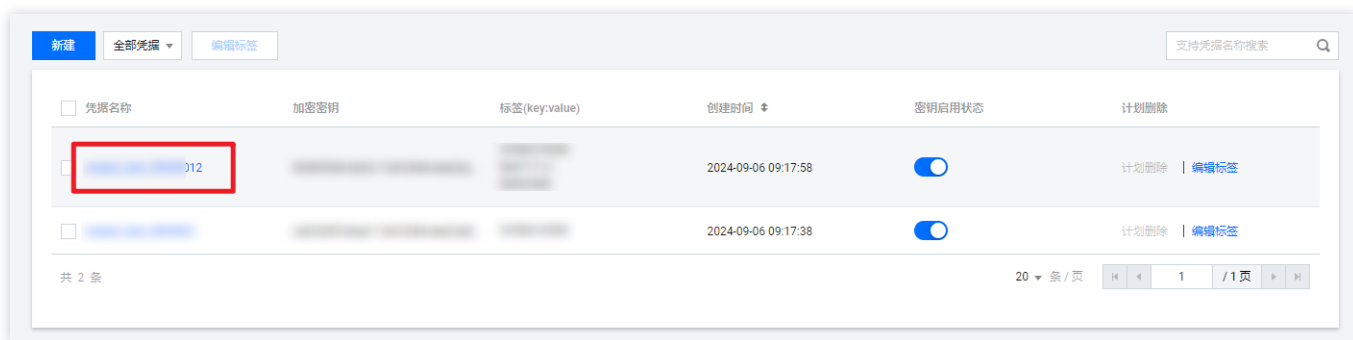 新建 全部凭据 编辑标签 支持凭据名称搜索
凭据名称 加密密钥 标签(key:value) 创建时间 密钥启用状态 计划删除
012 2024-09-06 09:17:58 计划删除 | 编辑标签
2024-09-06 09:17:38 计划删除 | 编辑标签
共 2 条 20 条 / 页 1 / 1 页